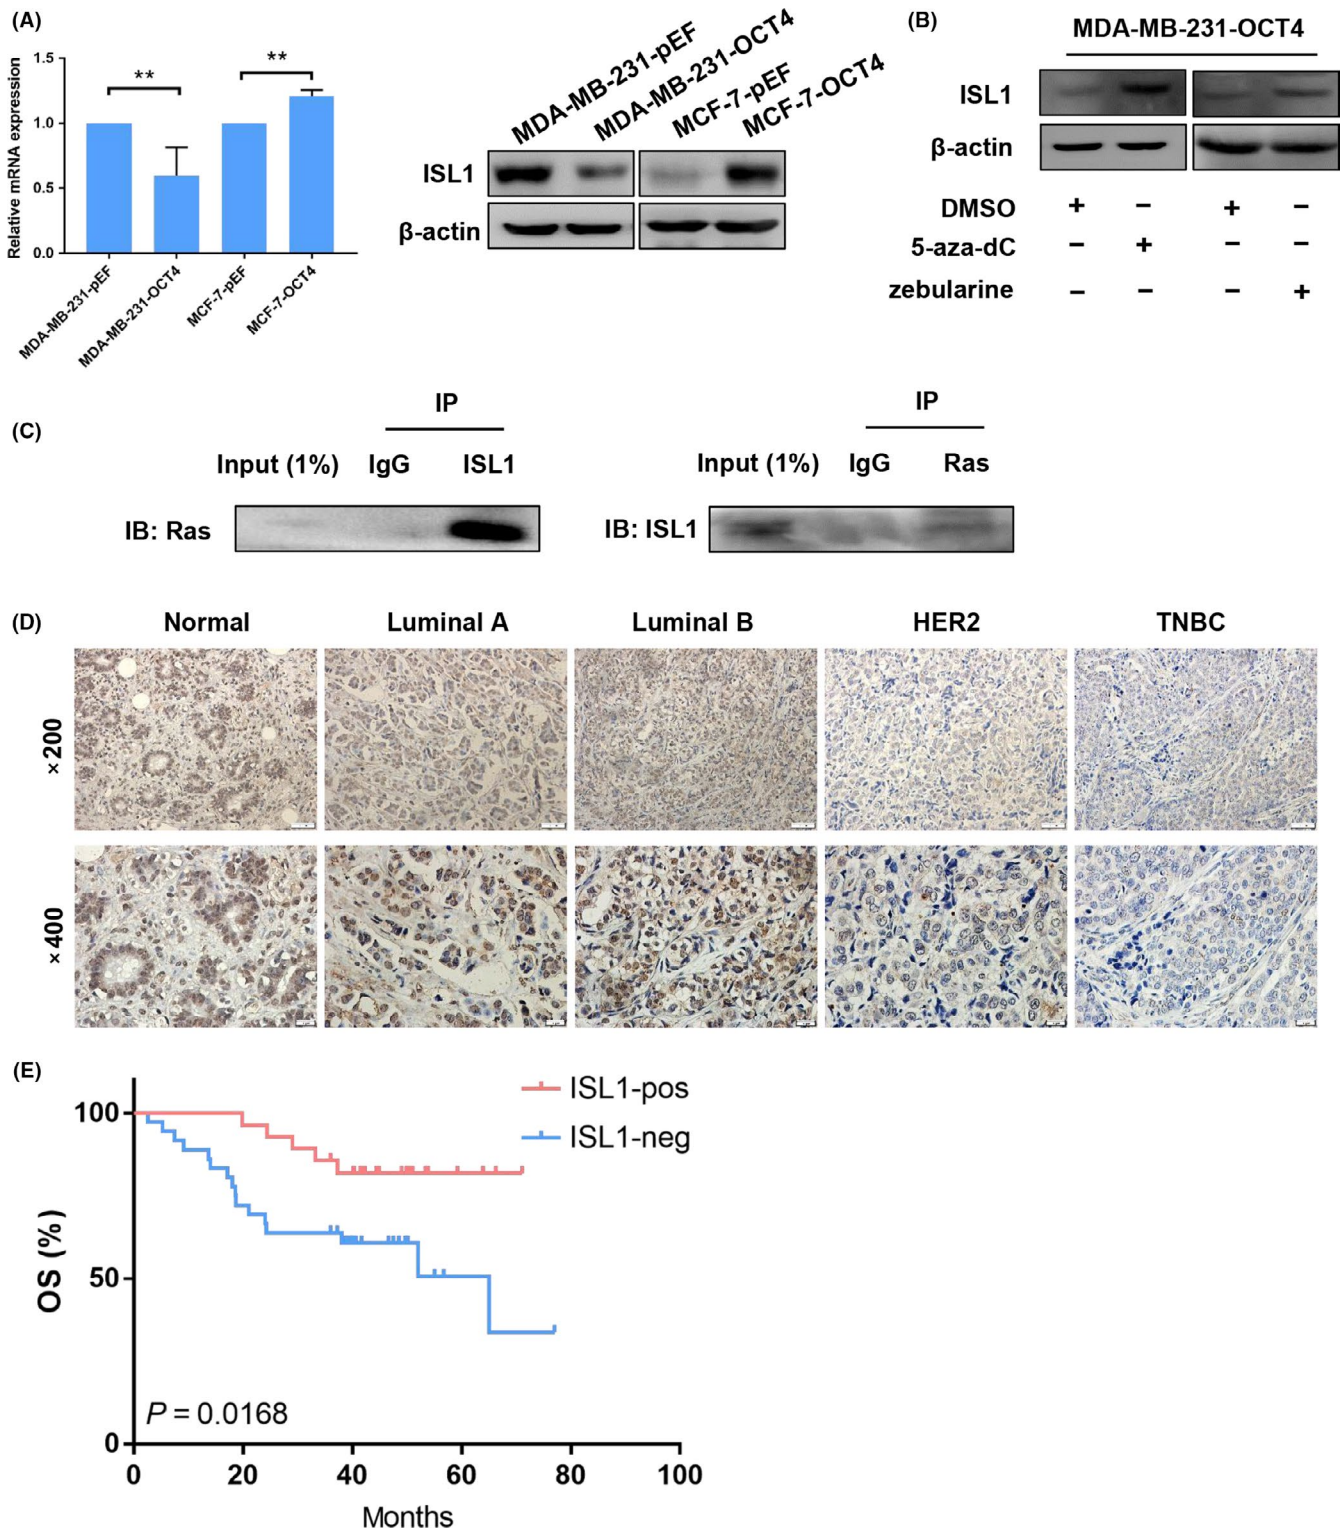 (A)
Relative mRNA expression
1.5
1.0
0.5
0.0
**
**
MDA-MB-231-pEF
MDA-MB-231-OCT4
MCF-7-pEF
MCF-7-OCT4
MDA-MB-231-pEF
MDA-MB-231-OCT4
MCF-7-pEF
MCF-7-OCT4
ISL1
β-actin
(B)
MDA-MB-231-OCT4
ISL1
β-actin
DMSO + − + −
5-aza-dC − + − −
zebularine − − − +
(C)
IP
Input (1%) IgG ISL1
IB: Ras
IP
Input (1%) IgG Ras
IB: ISL1
(D)
Normal Luminal A Luminal B HER2 TNBC
×200
×400
(E)
ISL1-pos
ISL1-neg
OS (%)
100
50
0
P = 0.0168
0 20 40 60 80 100
Months